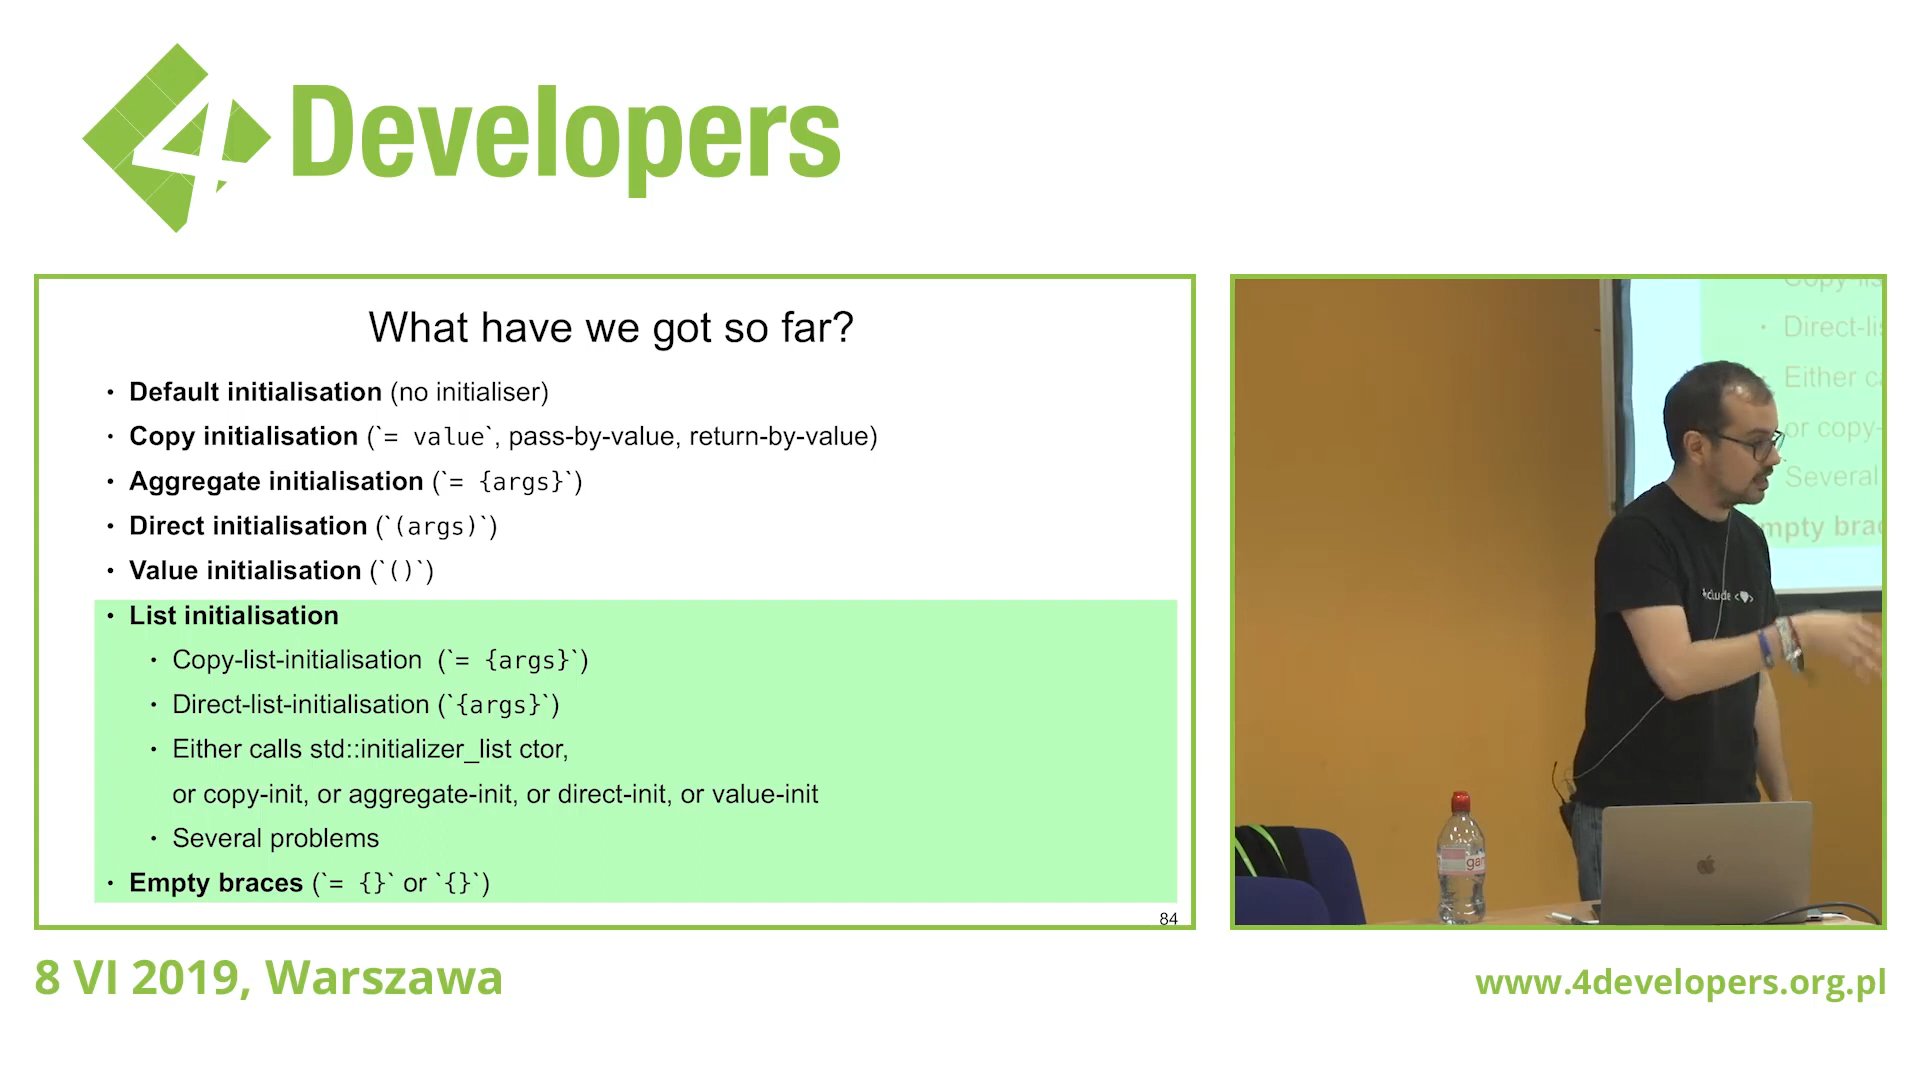 4 Developers
What have we got so far?
• Default initialisation (no initialiser)
• Copy initialisation (`= value`, pass-by-value, return-by-value)
• Aggregate initialisation (`= {args}`)
• Direct initialisation (`(args)`)
• Value initialisation (`()`)
• List initialisation
• Copy-list-initialisation (`= {args}`)
• Direct-list-initialisation (`{args}`)
• Either calls std::initializer_list ctor,
or copy-init, or aggregate-init, or direct-init, or value-init
• Several problems
• Empty braces (`= {}` or `{}`)
84
• Direct-lis
Either c
or copy-
Several
mpty brac
8 VI 2019, Warszawa
www.4developers.org.pl